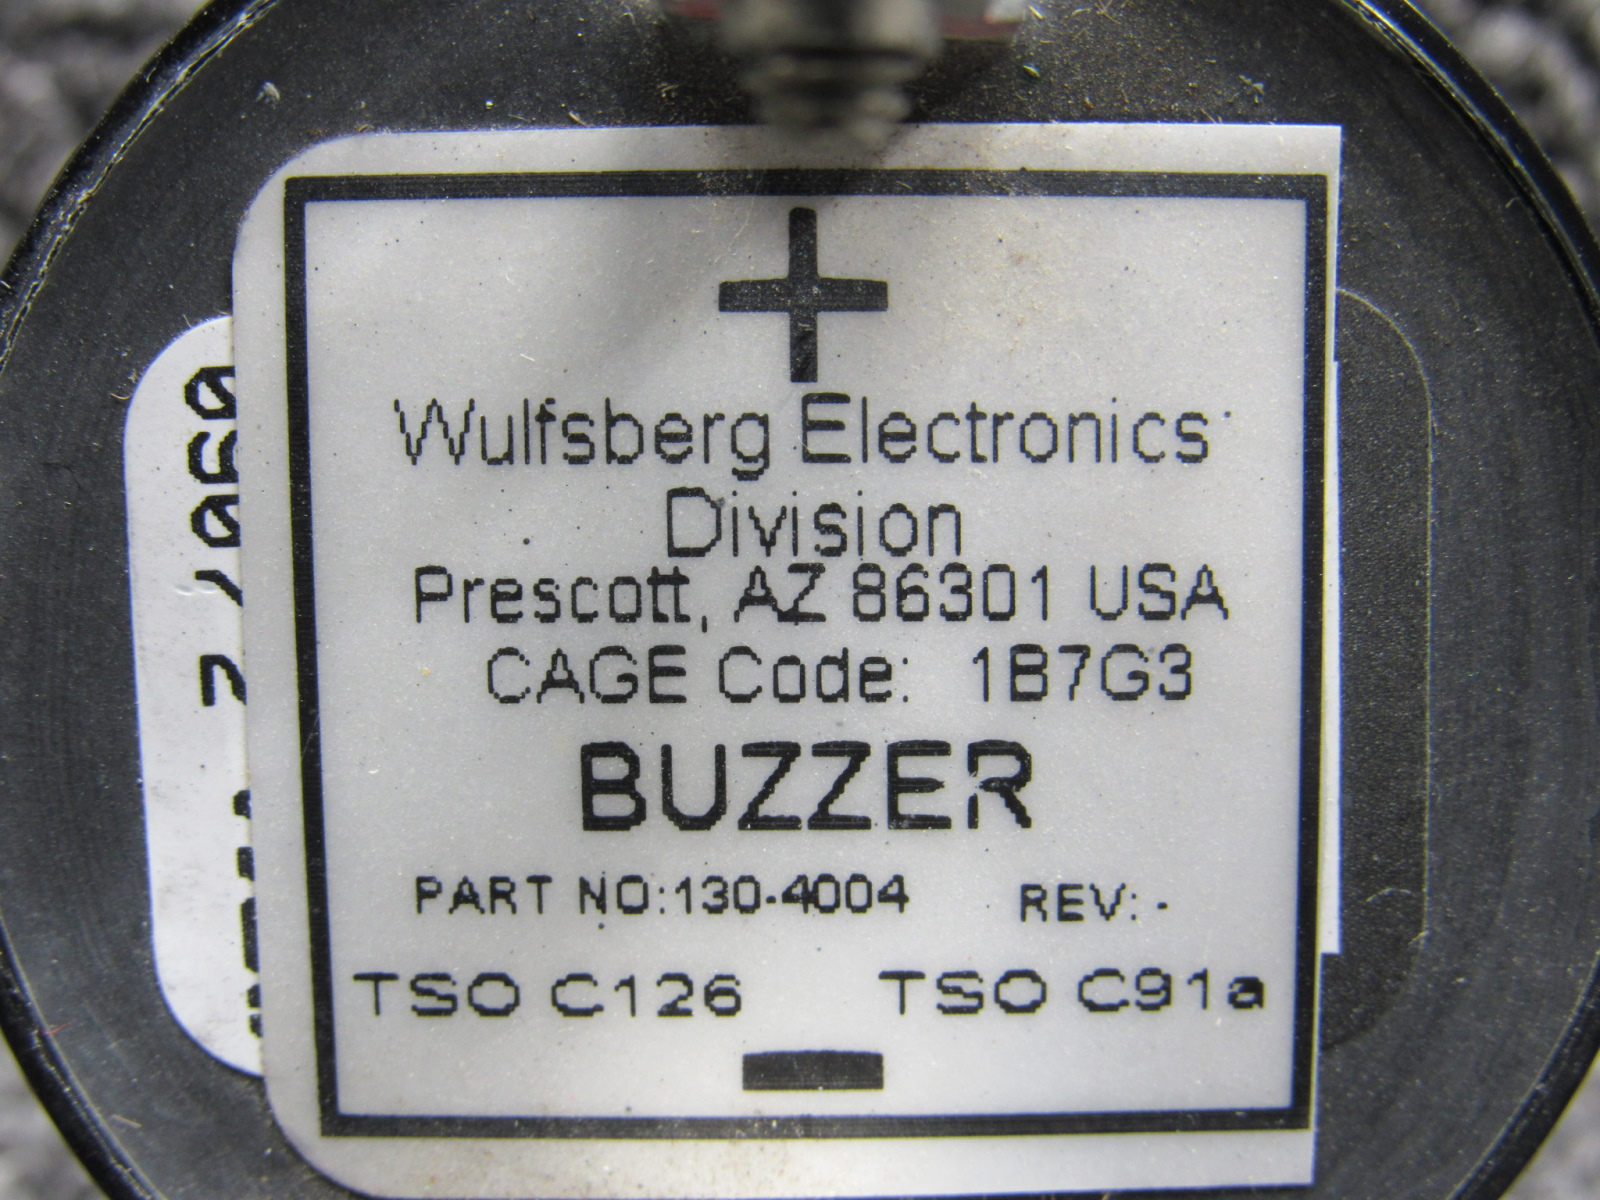 +
Wulfsberg Electronics
Division
Prescott, AZ 86301 USA
CAGE Code: 1B7G3
BUZZER
PART NO:130-4004 REV: -
TSO C126 TSO C91a
-